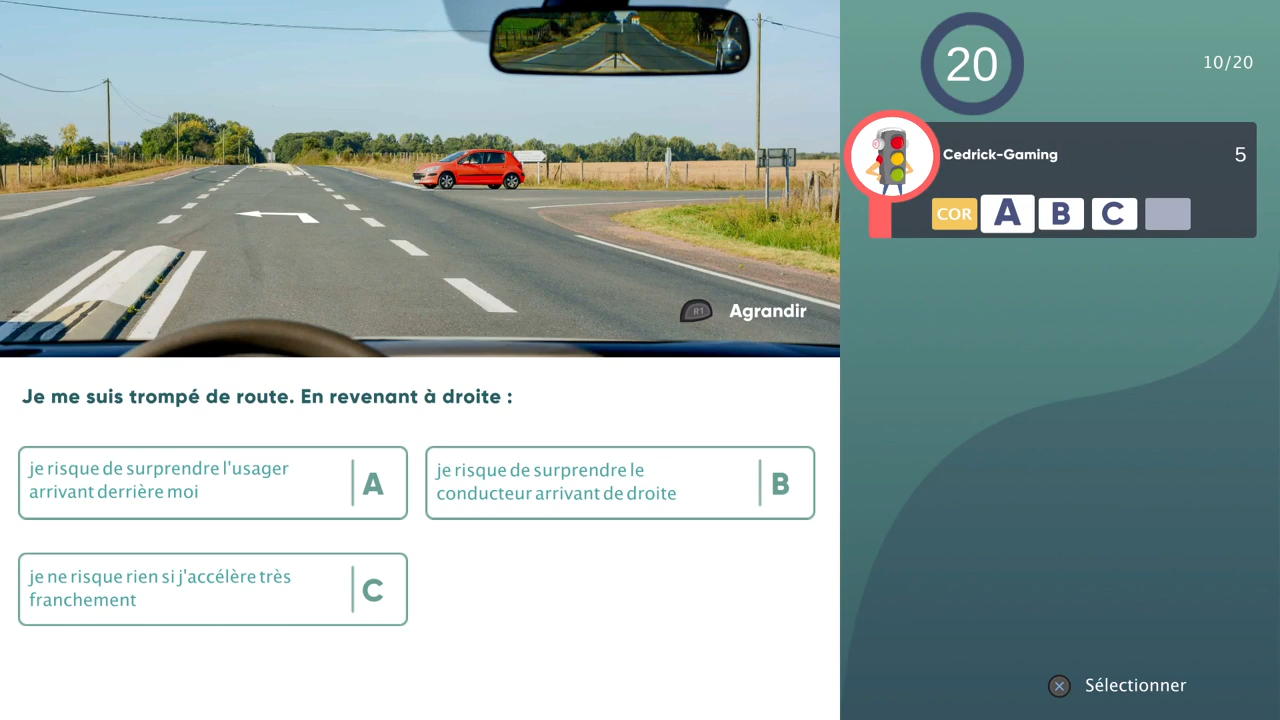 20
10/20
Cedrick-Gaming
5
COR
A
B
C
R1
Agrandir
Je me suis trompé de route. En revenant à droite :
je risque de surprendre l'usager
arrivant derrière moi
A
je risque de surprendre le
conducteur arrivant de droite
B
je ne risque rien si j'accélère très
franchement
C
Sélectionner